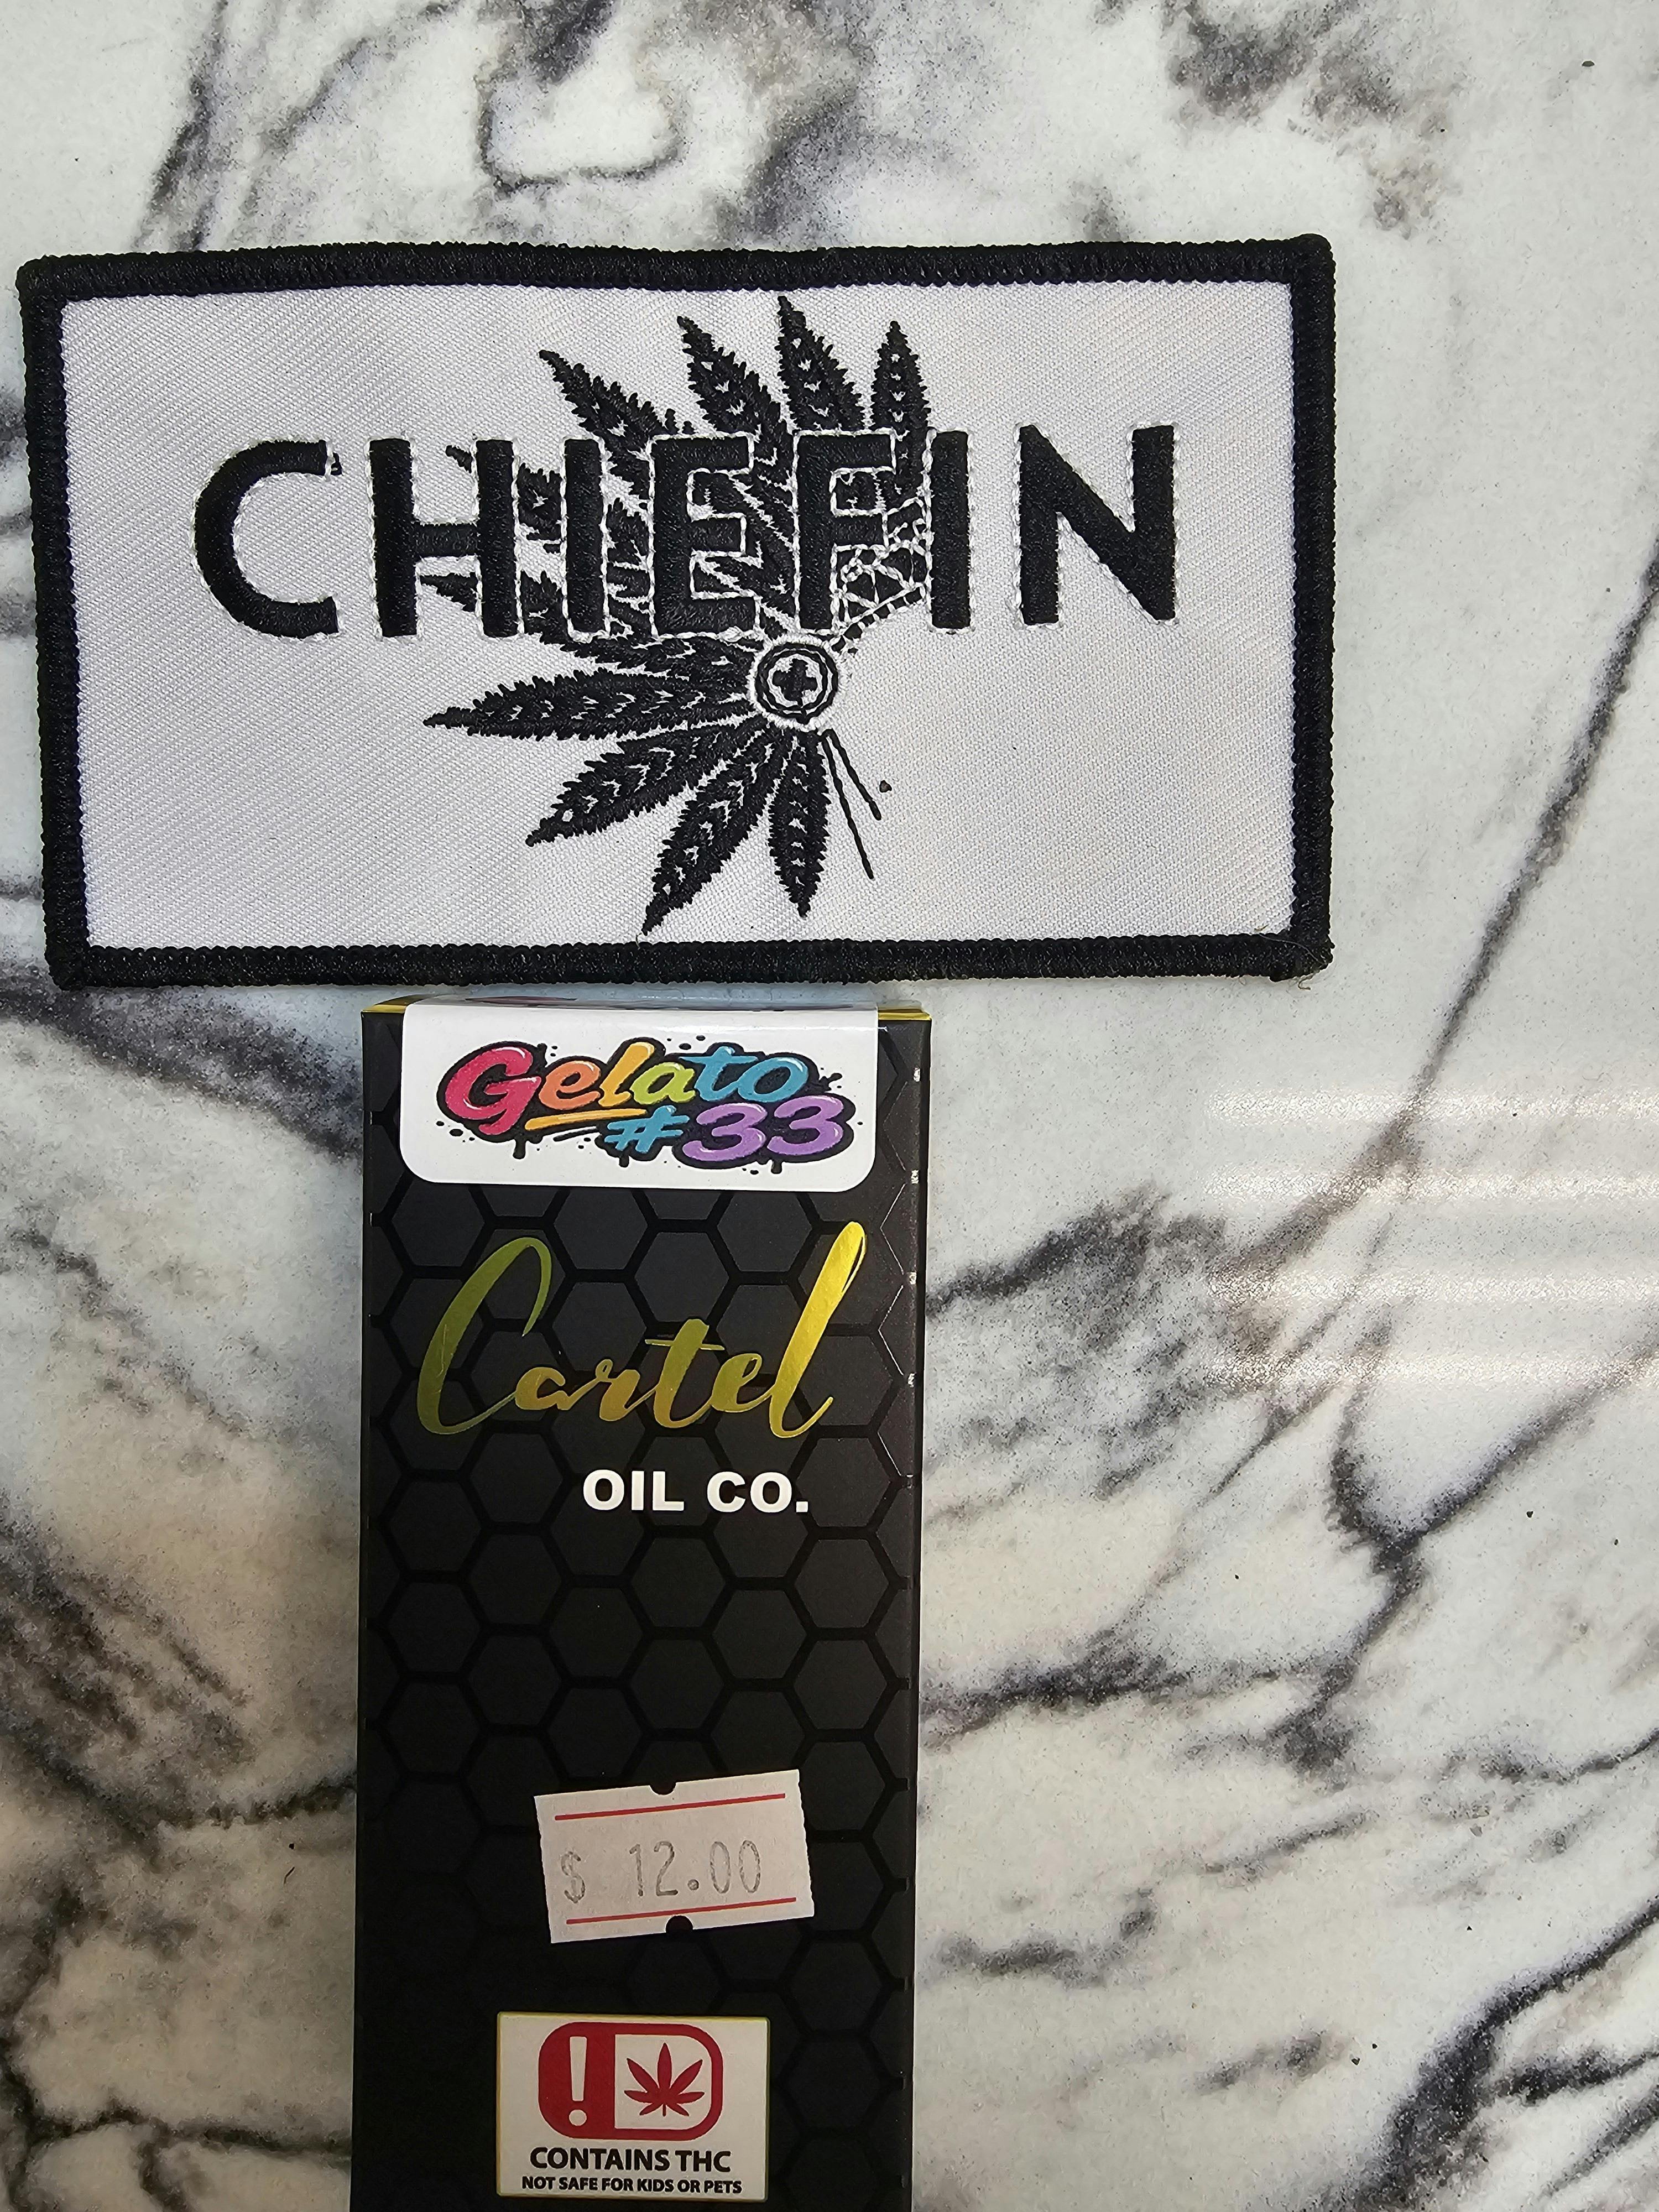 CHIEFIN
Gelato
#33
Cartel
OIL CO.
$ 12.00
!
CONTAINS THC
NOT SAFE FOR KIDS OR PETS